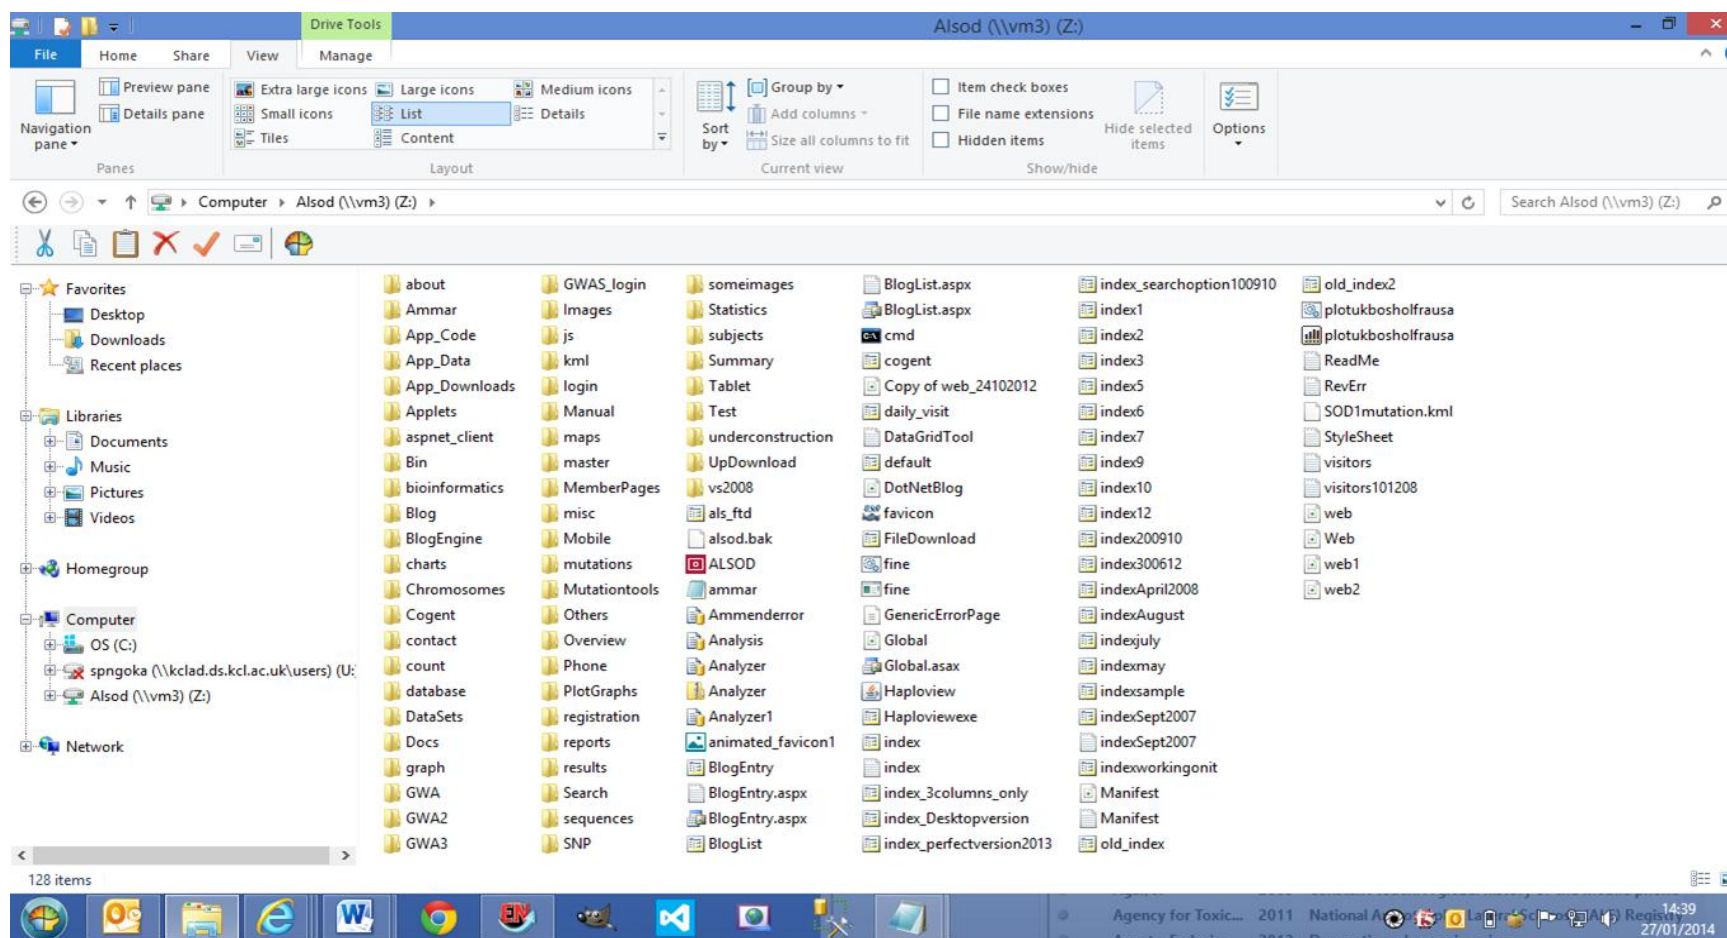 Drive Tools
Alsod (\\vm3) (Z:)
File Home Share View Manage
Preview pane
Details pane
Navigation pane
Panes
Extra large icons Large icons Medium icons
Small icons List Details
Tiles Content
Layout
Sort by
Group by
Add columns
Size all columns to fit
Current view
Item check boxes
File name extensions
Hidden items
Hide selected items
Show/hide
Options
Computer Alsod (\\vm3) (Z:)
Search Alsod (\\vm3) (Z:)
Favorites
Desktop
Downloads
Recent places
Libraries
Documents
Music
Pictures
Videos
Homegroup
Computer
OS (C:)
spngoka (\\kclad.ds.kcl.ac.uk\users) (U:
Alsod (\\vm3) (Z:)
Network
about
Ammar
App_Code
App_Data
App_Downloads
Applets
aspnet_client
Bin
bioinformatics
Blog
BlogEngine
charts
Chromosomes
Cogent
contact
count
database
DataSets
Docs
graph
GWA
GWA2
GWA3
GWAS_login
Images
js
kml
login
Manual
maps
master
MemberPages
misc
Mobile
mutations
Mutationtools
Others
Overview
Phone
PlotGraphs
registration
reports
results
Search
sequences
SNP
someimages
Statistics
subjects
Summary
Tablet
Test
underconstruction
UpDownload
vs2008
als_ftd
alsod.bak
ALSOD
ammar
Ammenderror
Analysis
Analyzer
Analyzer
Analyzer1
animated_favicon1
BlogEntry
BlogEntry.aspx
BlogEntry.aspx
BlogList
BlogList.aspx
BlogList.aspx
cmd
cogent
Copy of web_24102012
daily_visit
DataGridTool
default
DotNetBlog
favicon
FileDownload
fine
fine
GenericErrorPage
Global
Global.asax
Haploview
Haploviewexe
index
index
index_3columns_only
index_Desktopversion
index_perfectversion2013
index_searchoption100910
index1
index2
index3
index5
index6
index7
index9
index10
index12
index200910
index300612
indexApril2008
indexAugust
indexjuly
indexmay
indexsample
indexSept2007
indexSept2007
indexworkingonit
Manifest
Manifest
old_index
old_index2
plotukbosholfrausa
plotukbosholfrausa
ReadMe
RevErr
SOD1mutation.kml
StyleSheet
visitors
visitors101208
web
Web
web1
web2
128 items
Agency for Toxic... 2011 National
14:39
27/01/2014